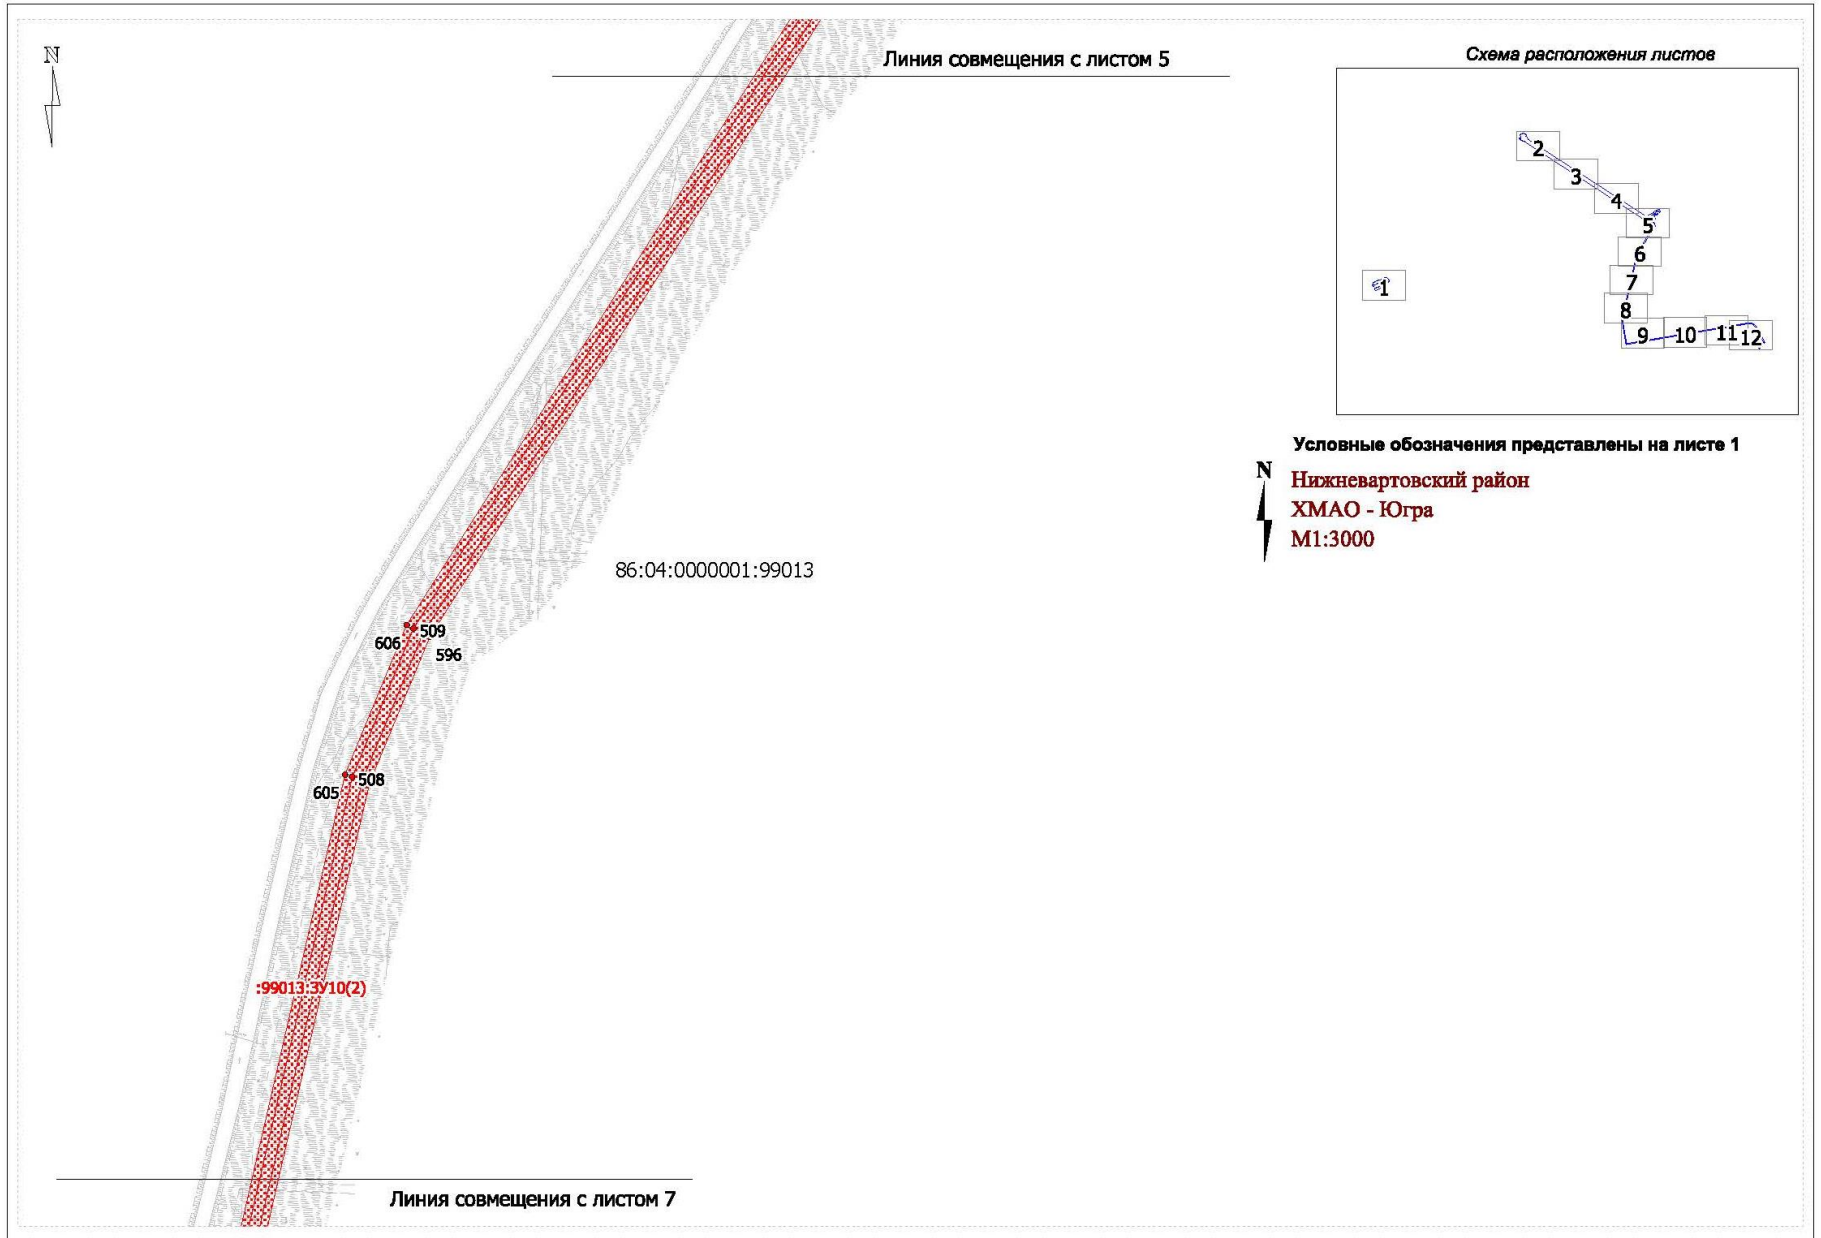 N
Линия совмещения с листом 5
Схема расположения листов
2
3
4
5
6
7
1
8
9
10
11
12
Условные обозначения представлены на листе 1
N
Нижневартовский район
ХМАО - Югра
М1:3000
86:04:0000001:99013
509
606
596
508
605
:99013:ЗУ10(2)
Линия совмещения с листом 7